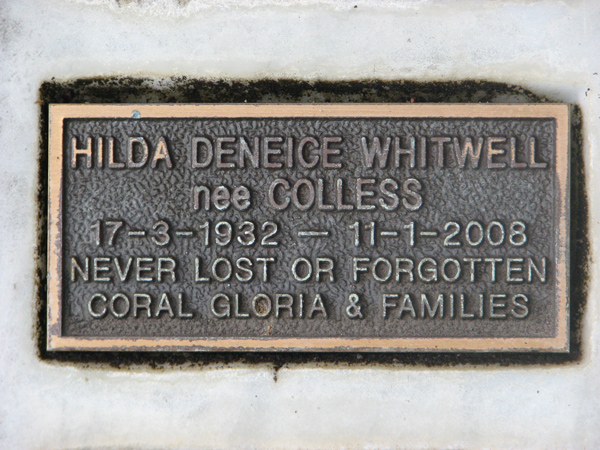 HILDA DENEICE WHITWELL
nee COLLESS
17-3-1932 — 11-1-2008
NEVER LOST OR FORGOTTEN
CORAL GLORIA & FAMILIES